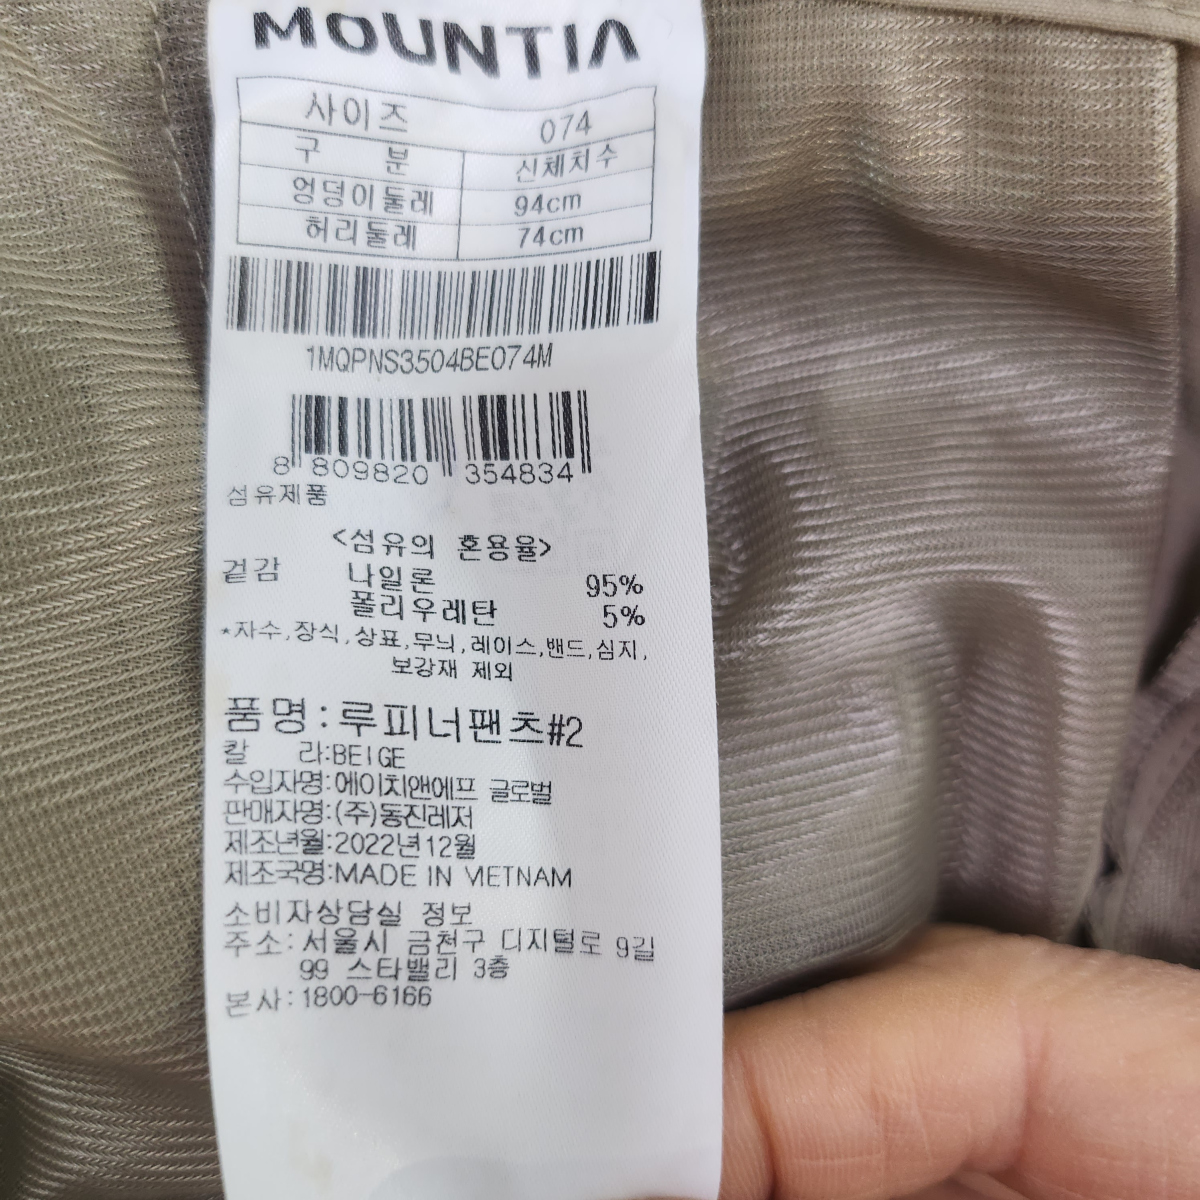 MOUNTIA
사이즈 074
구 분 신체치수
엉덩이둘레 94cm
허리둘레 74cm
1MQPNS3504BE074M
8 809820 354834
섬유제품
<섬유의 혼용율>
겉감 나일론 95%
폴리우레탄 5%
*자수,장식,상표,무늬,레이스,밴드,심지,
보강재 제외
품명:루피너팬츠#2
칼 라:BEIGE
수입자명:에이치앤에프 글로벌
판매자명:(주)동진레저
제조년월:2022년12월
제조국명:MADE IN VIETNAM
소비자상담실 정보
주소:서울시 금천구 디지털로 9길
99 스타밸리 3층
본사:1800-6166